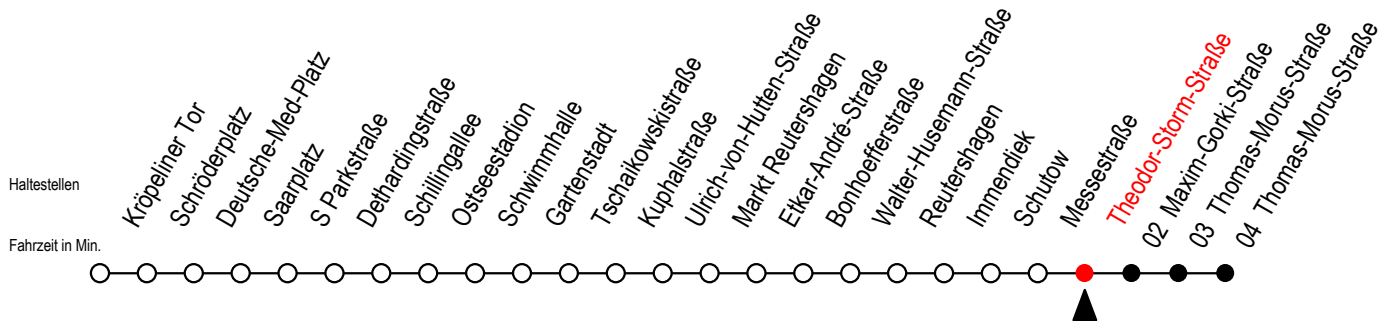 Haltestellen
Kröpeliner Tor
Schröderplatz
Deutsche-Med-Platz
Saarplatz
S Parkstraße
Dethardingstraße
Schillingallee
Ostseestadion
Schwimmhalle
Gartenstadt
Tschaikowskistraße
Kuphalstraße
Ulrich-von-Hutten-Straße
Markt Reutershagen
Etkar-André-Straße
Bonhoefferstraße
Walter-Husemann-Straße
Reutershagen
Immendiek
Schutow
Messestraße
Theodor-Storm-Straße
02 Maxim-Gorki-Straße
03 Thomas-Morus-Straße
04 Thomas-Morus-Straße
Fahrzeit in Min.